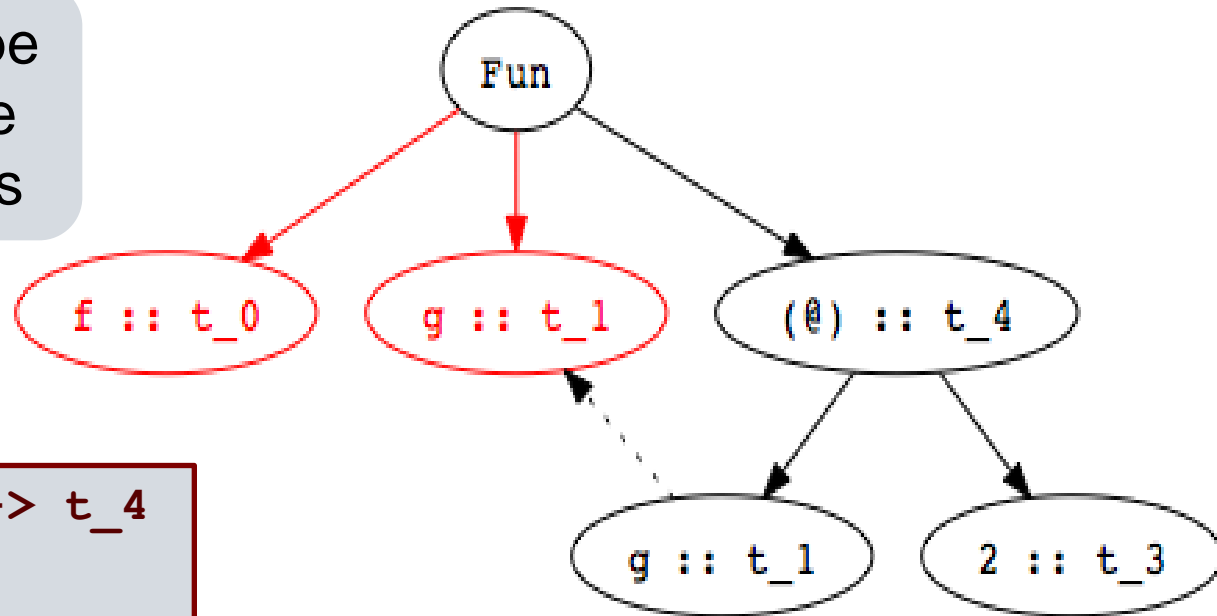 Fun
f :: t_0
g :: t_1
(@) :: t_4
> t_4
g :: t_1
2 :: t_3